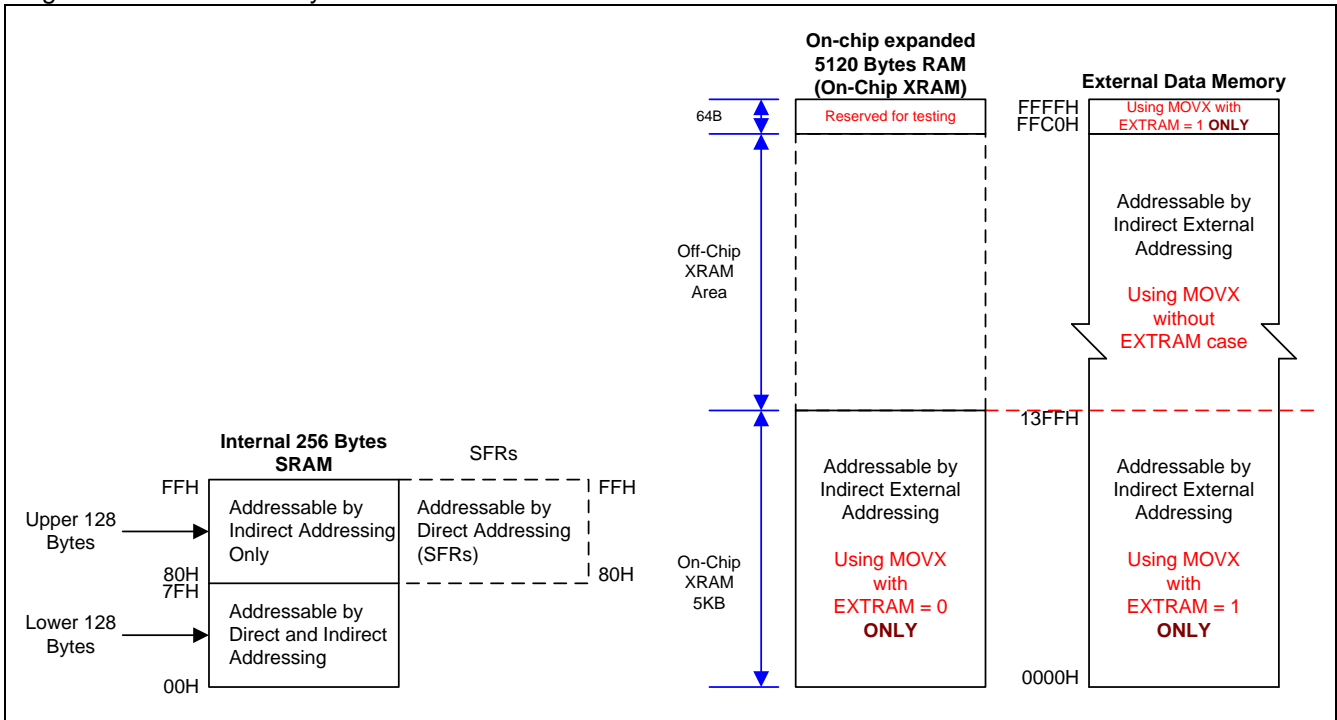 On-chip expanded
5120 Bytes RAM
(On-Chip XRAM)
External Data Memory
64B
Reserved for testing
FFFFH
FFC0H
Using MOVX with
EXTRAM = 1 ONLY
Off-Chip
XRAM
Area
Addressable by
Indirect External
Addressing
Using MOVX
without
EXTRAM case
13FFH
Internal 256 Bytes
SRAM
SFRs
FFH
Upper 128
Bytes
Addressable by
Indirect Addressing
Only
Addressable by
Direct Addressing
(SFRs)
FFH
80H
80H
7FH
Lower 128
Bytes
Addressable by
Direct and Indirect
Addressing
00H
On-Chip
XRAM
5KB
Addressable by
Indirect External
Addressing
Using MOVX
with
EXTRAM = 0
ONLY
Addressable by
Indirect External
Addressing
Using MOVX
with
EXTRAM = 1
ONLY
0000H